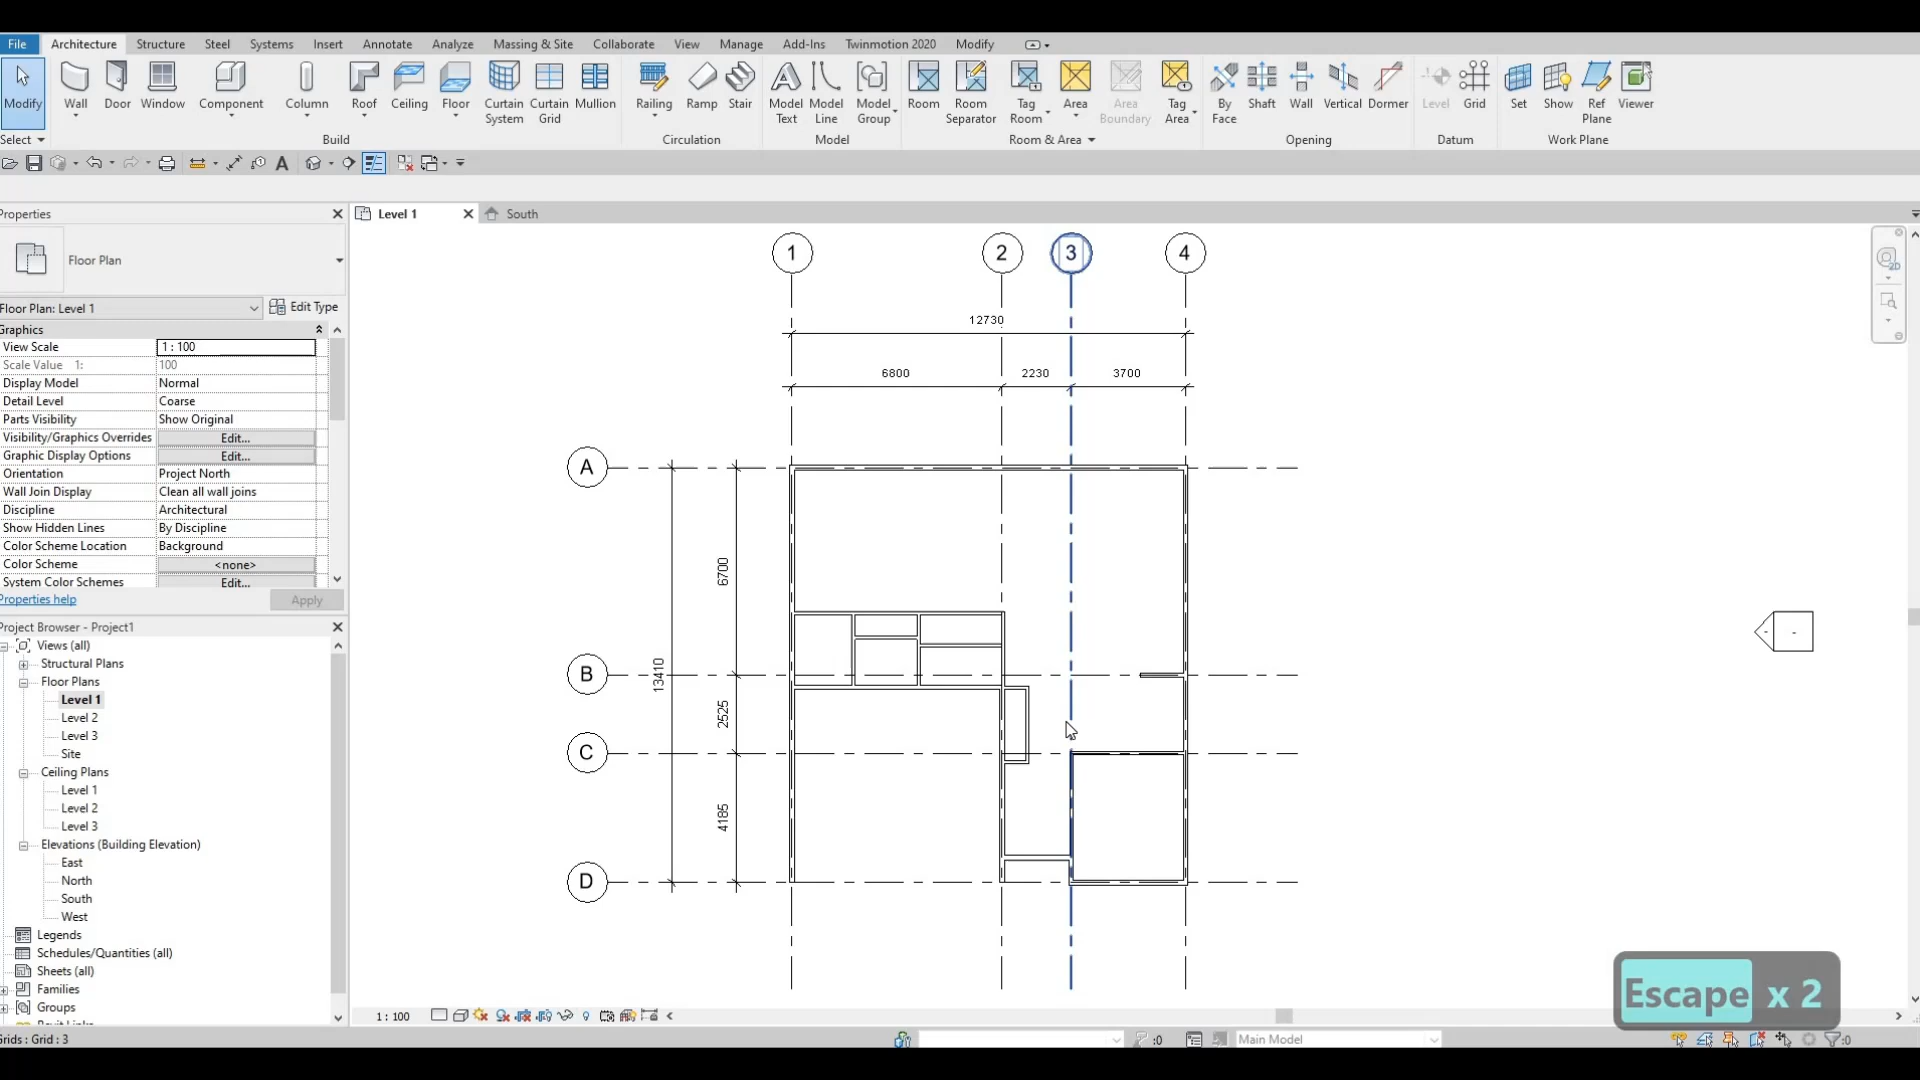 File Architecture Structure Steel Systems Insert Annotate Analyze Massing & Site Collaborate View Manage Add-Ins Twinmotion 2020 Modify
Modify Wall Door Window Component Column Roof Ceiling Floor Curtain System Curtain Grid Mullion Railing Ramp Stair Model Text Model Line Model Group Room Room Separator Tag Room Area Area Boundary Tag Area By Face Shaft Wall Vertical Dormer Level Grid Set Show Ref Plane Viewer
Select Build Circulation Model Room & Area Opening Datum Work Plane
Properties
Level 1 South
Floor Plan
Floor Plan: Level 1 Edit Type
Graphics
View Scale 1 : 100
Scale Value 1: 100
Display Model Normal
Detail Level Coarse
Parts Visibility Show Original
Visibility/Graphics Overrides Edit...
Graphic Display Options Edit...
Orientation Project North
Wall Join Display Clean all wall joins
Discipline Architectural
Show Hidden Lines By Discipline
Color Scheme Location Background
Color Scheme <none>
System Color Schemes Edit...
Properties help Apply
Project Browser - Project1
Views (all)
Structural Plans
Floor Plans
Level 1
Level 2
Level 3
Site
Ceiling Plans
Level 1
Level 2
Level 3
Elevations (Building Elevation)
East
North
South
West
Legends
Schedules/Quantities (all)
Sheets (all)
Families
Groups
Revit Links
1 2 3 4
12730
6800 2230 3700
A
6700
13410
B
2525
C
4185
D
2D
Escape x 2
1 : 100
Grids : Grid : 3 :0 Main Model :0